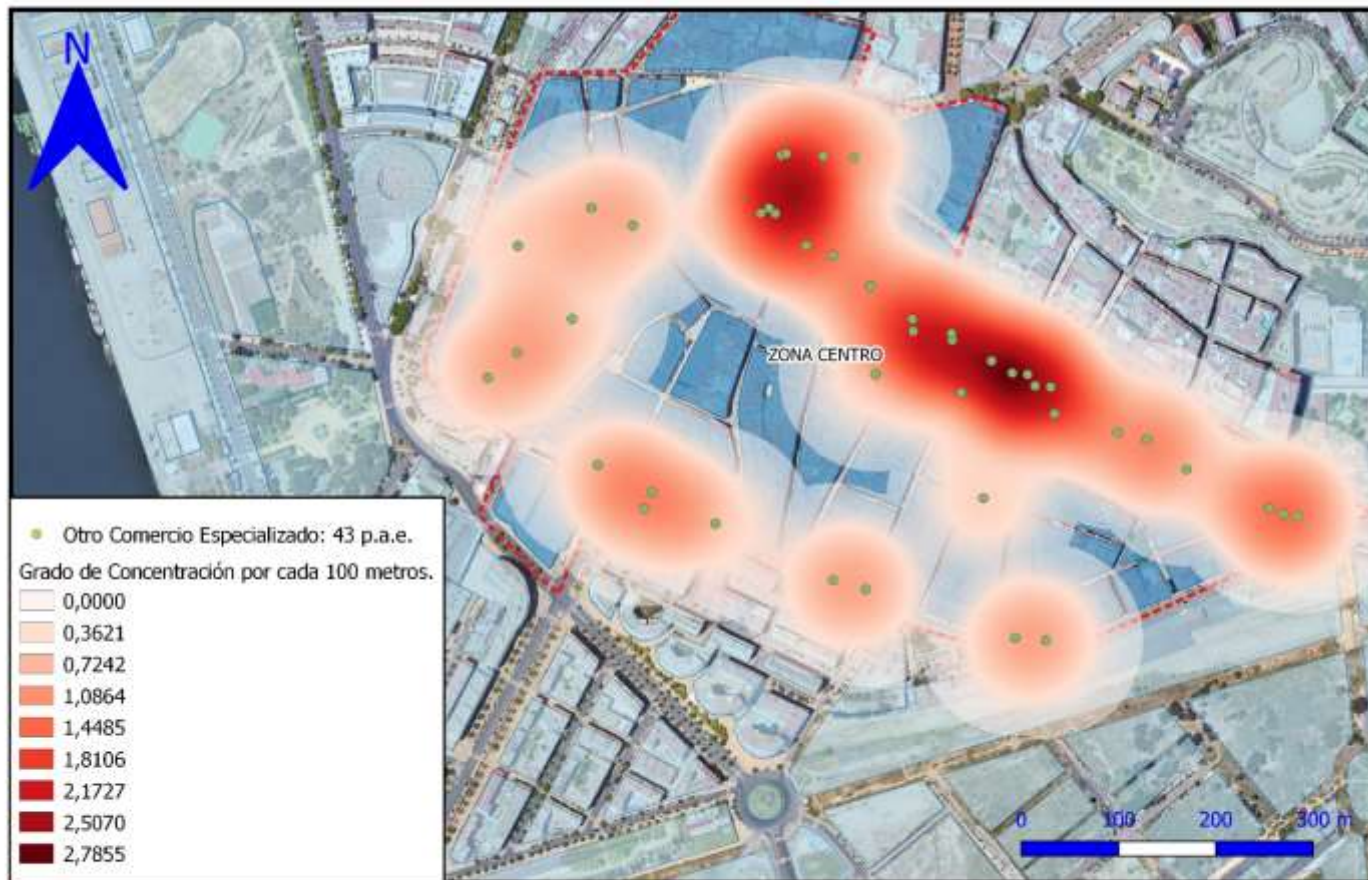 N
ZONA CENTRO
Otro Comercio Especializado: 43 p.a.e.
Grado de Concentración por cada 100 metros.
0,0000
0,3621
0,7242
1,0864
1,4485
1,8106
2,1727
2,5070
2,7855
0 100 200 300 m